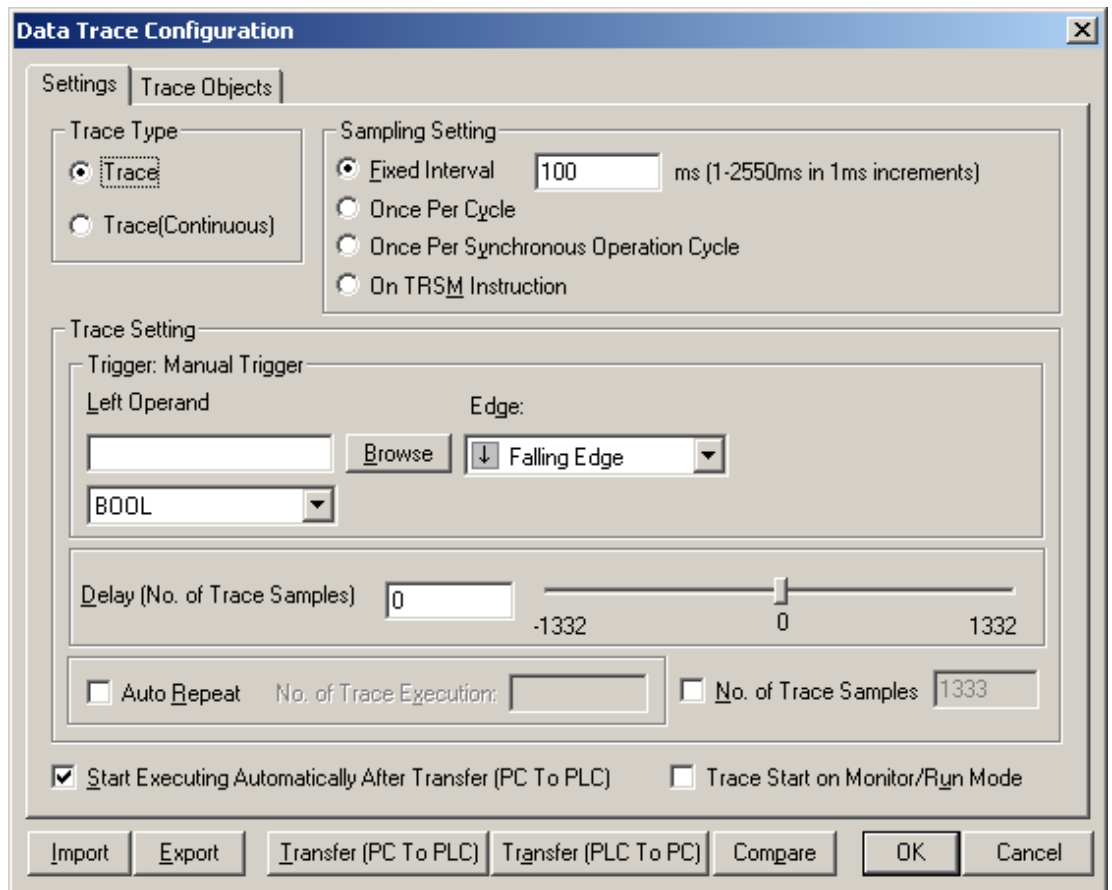 Data Trace Configuration
Settings
Trace Objects
Trace Type
Trace
Trace(Continuous)
Sampling Setting
Fixed Interval 100 ms (1-2550ms in 1ms increments)
Once Per Cycle
Once Per Synchronous Operation Cycle
On TRSM Instruction
Trace Setting
Trigger: Manual Trigger
Left Operand
Edge:
Browse
Falling Edge
BOOL
Delay (No. of Trace Samples) 0
-1332 0 1332
Auto Repeat No. of Trace Execution:
No. of Trace Samples 1333
Start Executing Automatically After Transfer (PC To PLC)
Trace Start on Monitor/Run Mode
Import Export Transfer (PC To PLC) Transfer (PLC To PC) Compare OK Cancel